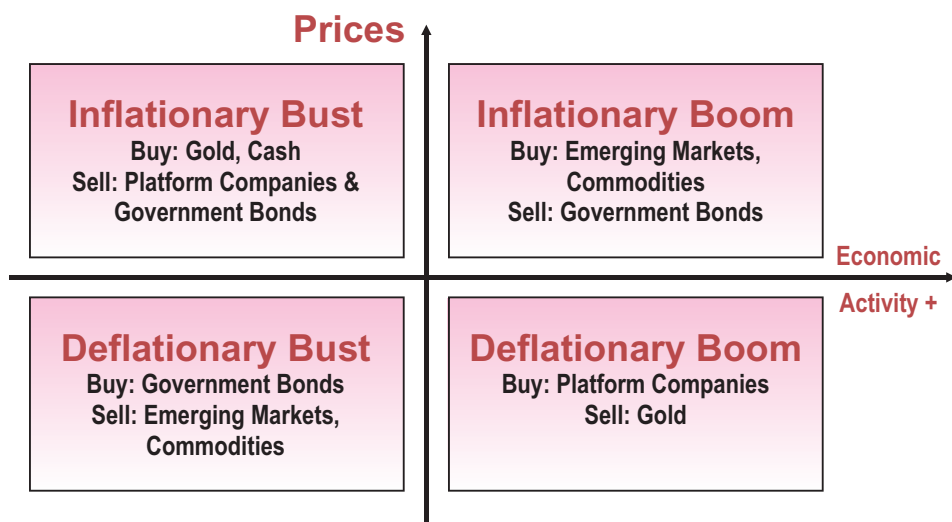 Prices
Inflationary Bust
Buy: Gold, Cash
Sell: Platform Companies &
Government Bonds
Inflationary Boom
Buy: Emerging Markets,
Commodities
Sell: Government Bonds
Economic
Activity +
Deflationary Bust
Buy: Government Bonds
Sell: Emerging Markets,
Commodities
Deflationary Boom
Buy: Platform Companies
Sell: Gold